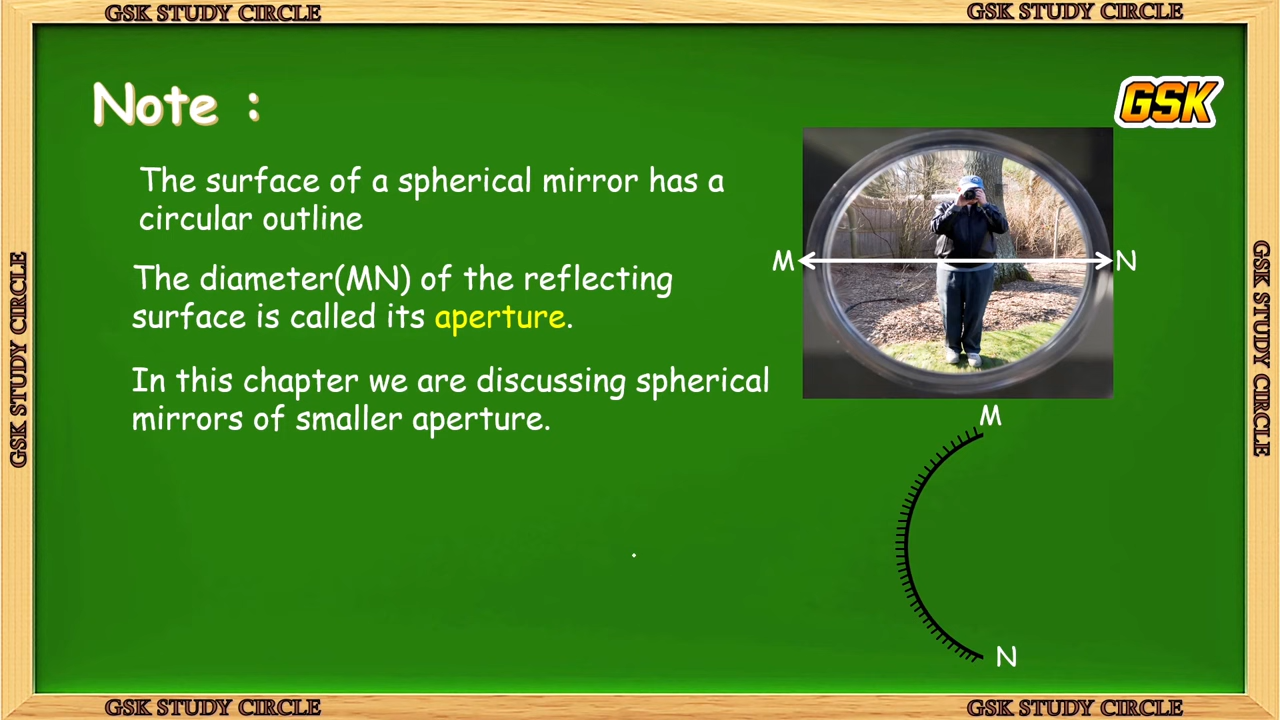 GSK STUDY CIRCLE
GSK STUDY CIRCLE
GSK
Note :
The surface of a spherical mirror has a
circular outline
The diameter(MN) of the reflecting
surface is called its aperture.
In this chapter we are discussing spherical
mirrors of smaller aperture.
M
N
M
N
GSK STUDY CIRCLE
GSK STUDY CIRCLE
GSK STUDY CIRCLE
GSK STUDY CIRCLE